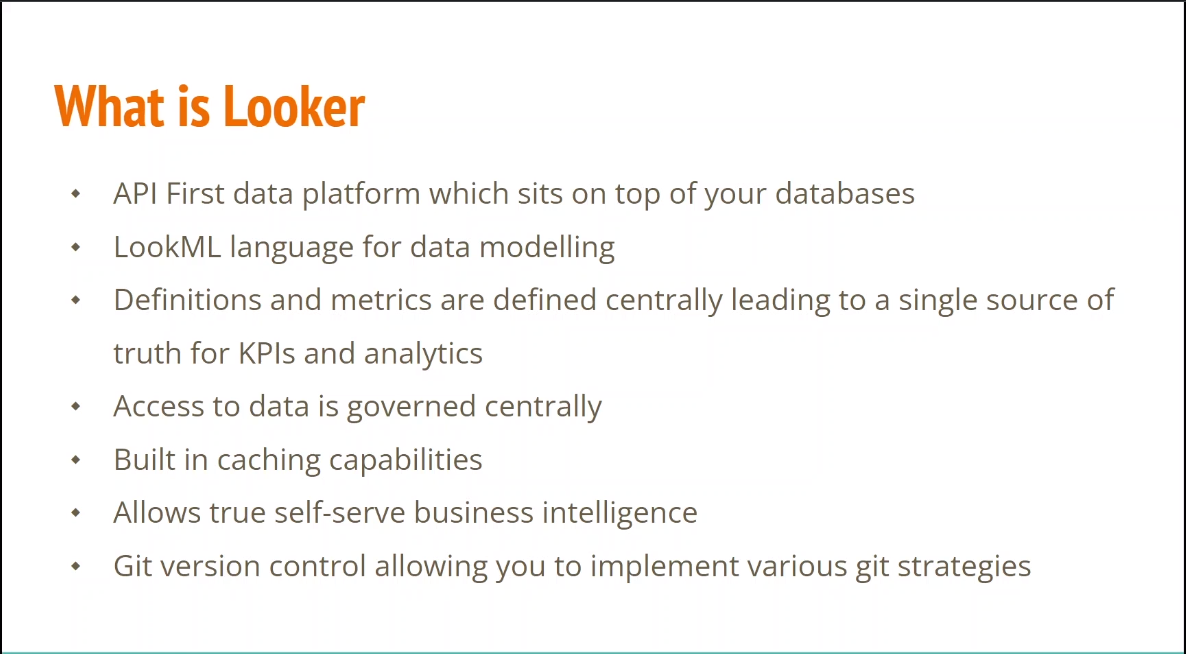 What is Looker
API First data platform which sits on top of your databases
LookML language for data modelling
Definitions and metrics are defined centrally leading to a single source of
truth for KPIs and analytics
Access to data is governed centrally
Built in caching capabilities
Allows true self-serve business intelligence
Git version control allowing you to implement various git strategies